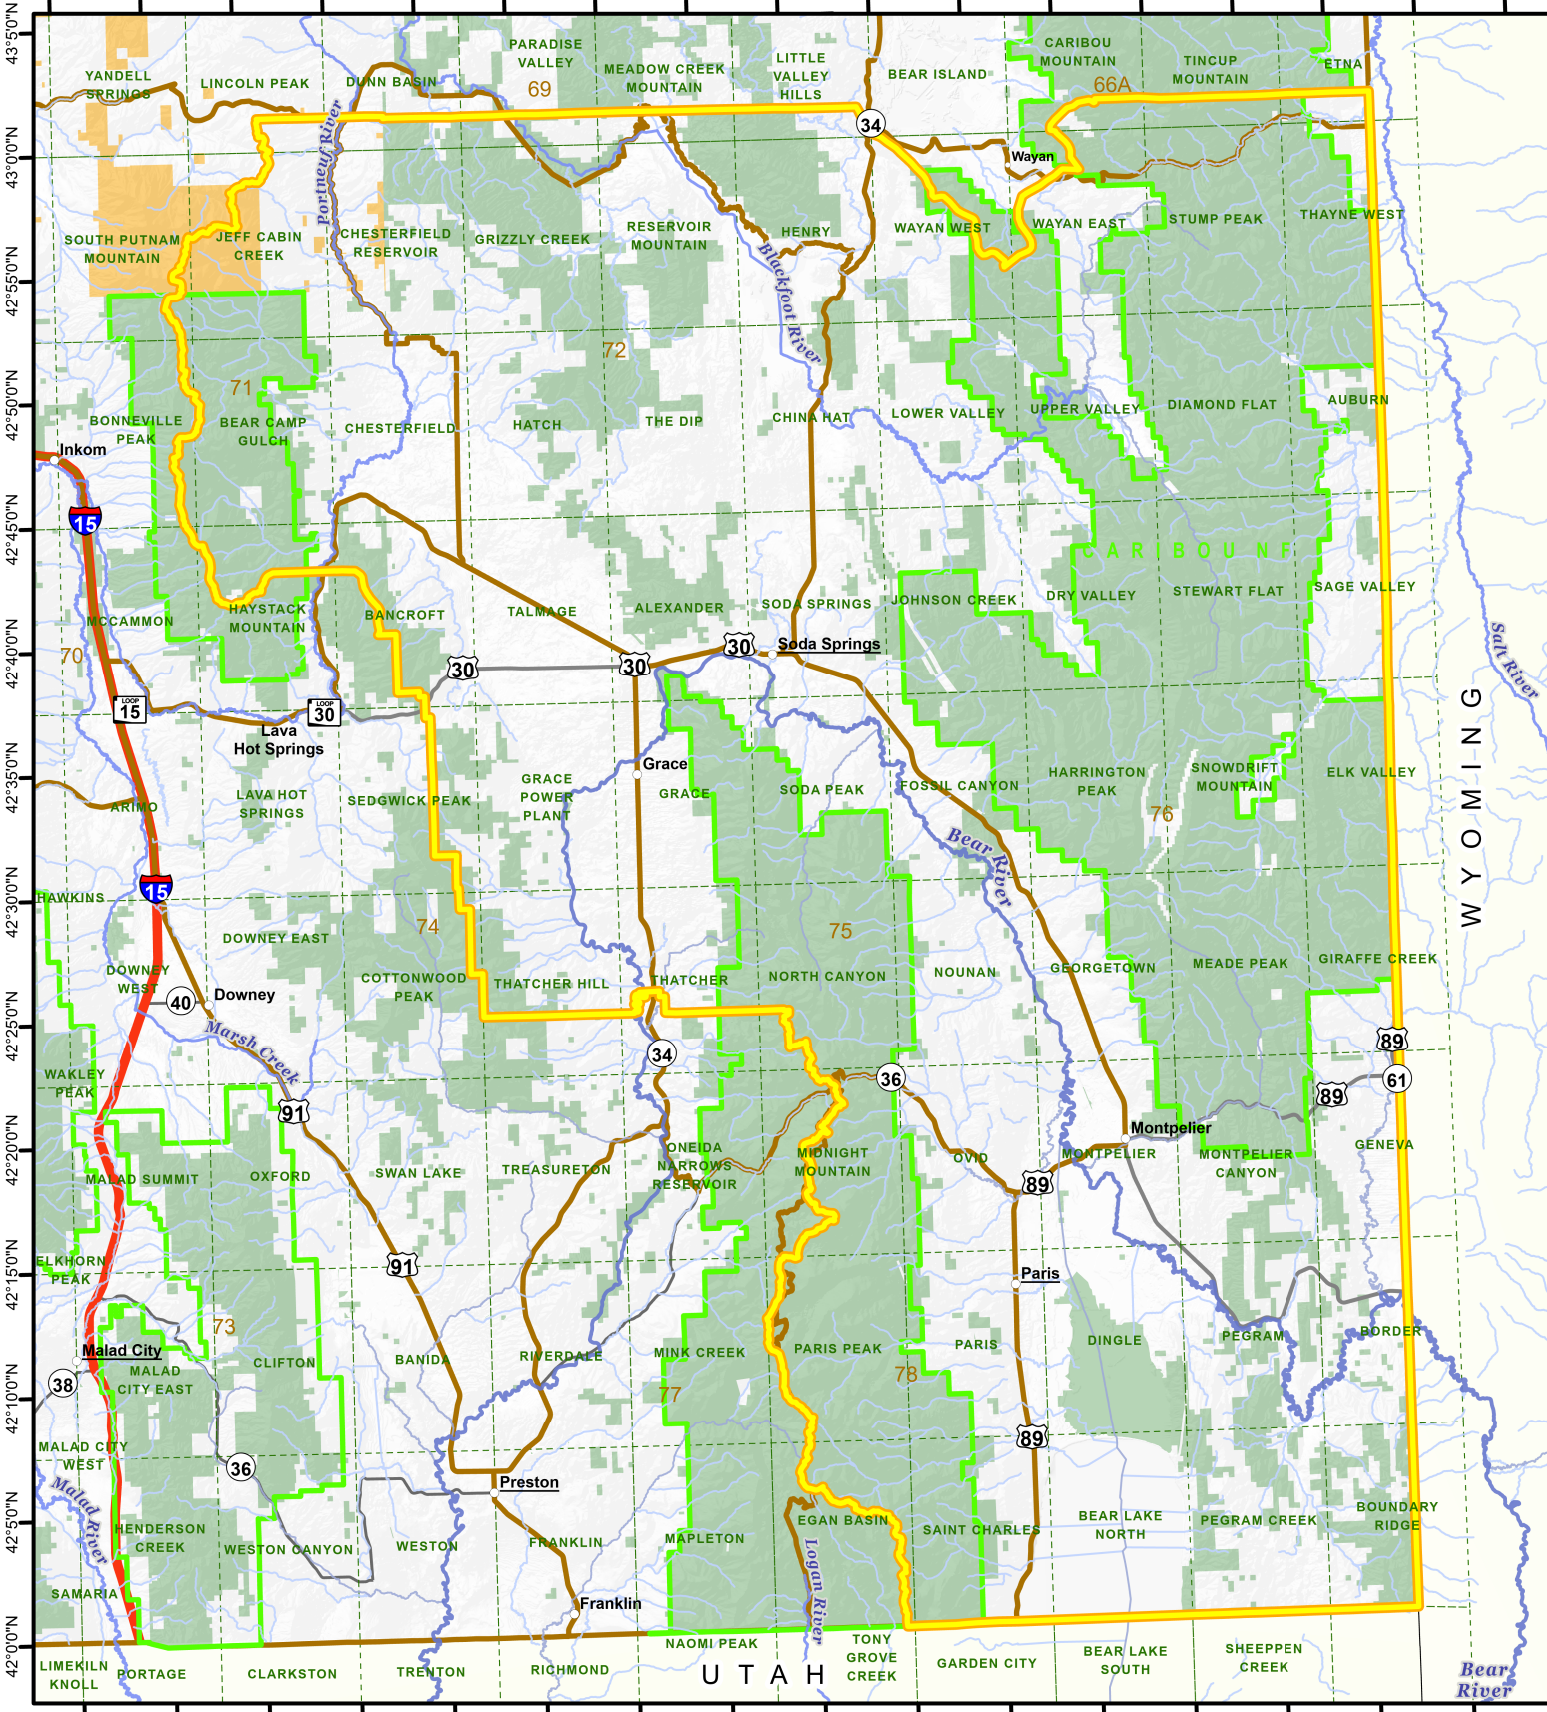 43°5'0"N
43°0'0"N
42°55'0"N
42°50'0"N
42°45'0"N
42°40'0"N
42°35'0"N
42°30'0"N
42°25'0"N
42°20'0"N
42°15'0"N
42°10'0"N
42°5'0"N
42°0'0"N
YANDELL
SPRINGS
LINCOLN PEAK
DUNN BASIN
PARADISE
VALLEY
69
MEADOW CREEK
MOUNTAIN
LITTLE
VALLEY
HILLS
BEAR ISLAND
CARIBOU
MOUNTAIN
66A
TINCUP
MOUNTAIN
ETNA
34
Wayan
Portneuf River
SOUTH PUTNAM
MOUNTAIN
JEFF CABIN
CREEK
CHESTERFIELD
RESERVOIR
GRIZZLY CREEK
RESERVOIR
MOUNTAIN
HENRY
Blackfoot River
WAYAN WEST
WAYAN EAST
STUMP PEAK
THAYNE WEST
72
71
BONNEVILLE
PEAK
BEAR CAMP
GULCH
CHESTERFIELD
HATCH
THE DIP
CHINA HAT
LOWER VALLEY
UPPER VALLEY
DIAMOND FLAT
AUBURN
Inkom
15
CARIBOU NF
MCCAMMON
HAYSTACK
MOUNTAIN
BANCROFT
TALMAGE
ALEXANDER
SODA SPRINGS
JOHNSON CREEK
DRY VALLEY
STEWART FLAT
SAGE VALLEY
70
30
30
30
Soda Springs
Salt River
LOOP
15
LOOP
30
Lava
Hot Springs
WYOMING
ARIMO
LAVA HOT
SPRINGS
SEDGWICK PEAK
GRACE
POWER
PLANT
Grace
GRACE
SODA PEAK
FOSSIL CANYON
HARRINGTON
PEAK
SNOWDRIFT
MOUNTAIN
ELK VALLEY
76
Bear River
15
HAWKINS
74
75
DOWNEY EAST
DOWNEY
WEST
COTTONWOOD
PEAK
THATCHER HILL
THATCHER
NORTH CANYON
NOUNAN
GEORGETOWN
MEADE PEAK
GIRAFFE CREEK
40
Downey
Marsh Creek
34
36
89
61
89
WAKLEY
PEAK
91
Montpelier
MALAD SUMMIT
OXFORD
SWAN LAKE
TREASURETON
ONEIDA
NARROWS
RESERVOIR
MIDNIGHT
MOUNTAIN
OVID
MONTPELIER
MONTPELIER
CANYON
GENEVA
89
ELKHORN
PEAK
91
Paris
73
Malad City
38
MALAD
CITY EAST
CLIFTON
BANIDA
RIVERDALE
MINK CREEK
PARIS PEAK
PARIS
DINGLE
PEGRAM
BORDER
77
78
89
MALAD CITY
WEST
36
Malad River
Preston
HENDERSON
CREEK
WESTON CANYON
WESTON
FRANKLIN
MAPLETON
EGAN BASIN
SAINT CHARLES
BEAR LAKE
NORTH
PEGRAM CREEK
BOUNDARY
RIDGE
Logan River
SAMARIA
Franklin
LIMEKILN
KNOLL
PORTAGE
CLARKSTON
TRENTON
RICHMOND
NAOMI PEAK
UTAH
TONY
GROVE
CREEK
GARDEN CITY
BEAR LAKE
SOUTH
SHEEPPEN
CREEK
Bear
River